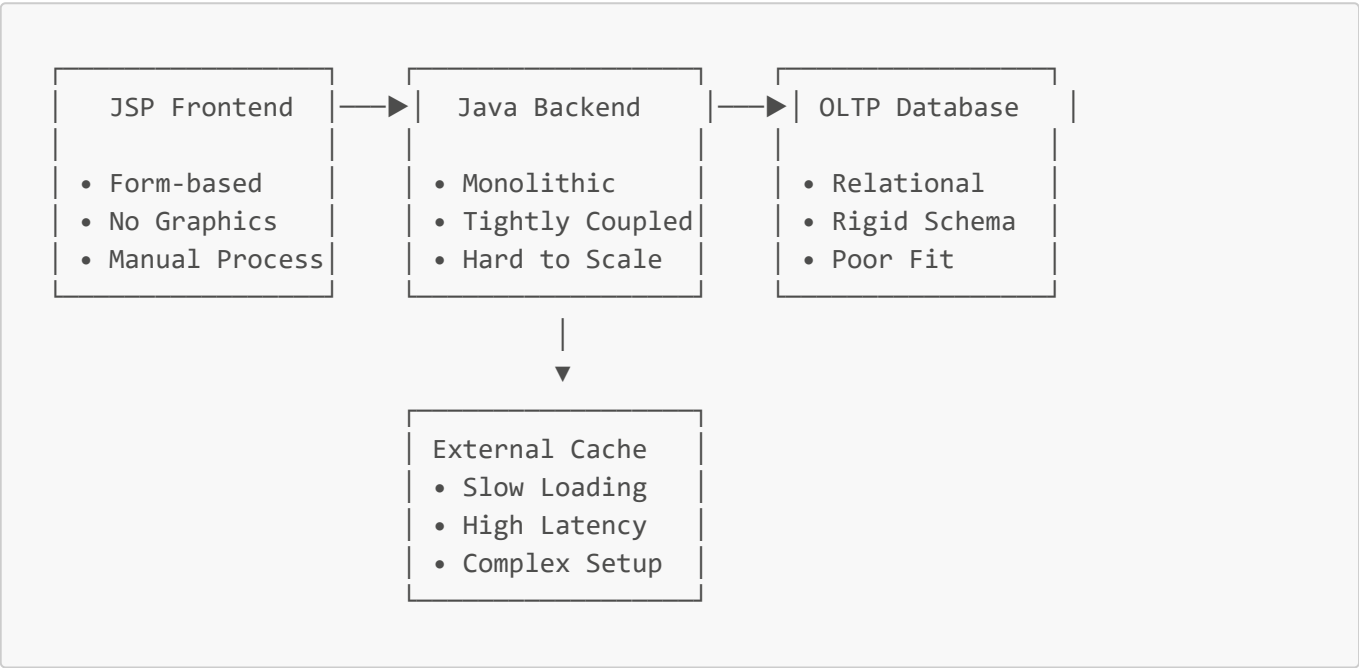 JSP Frontend
Java Backend
OLTP Database
• Form-based
• No Graphics
• Manual Process
• Monolithic
• Tightly Coupled
• Hard to Scale
• Relational
• Rigid Schema
• Poor Fit
External Cache
• Slow Loading
• High Latency
• Complex Setup